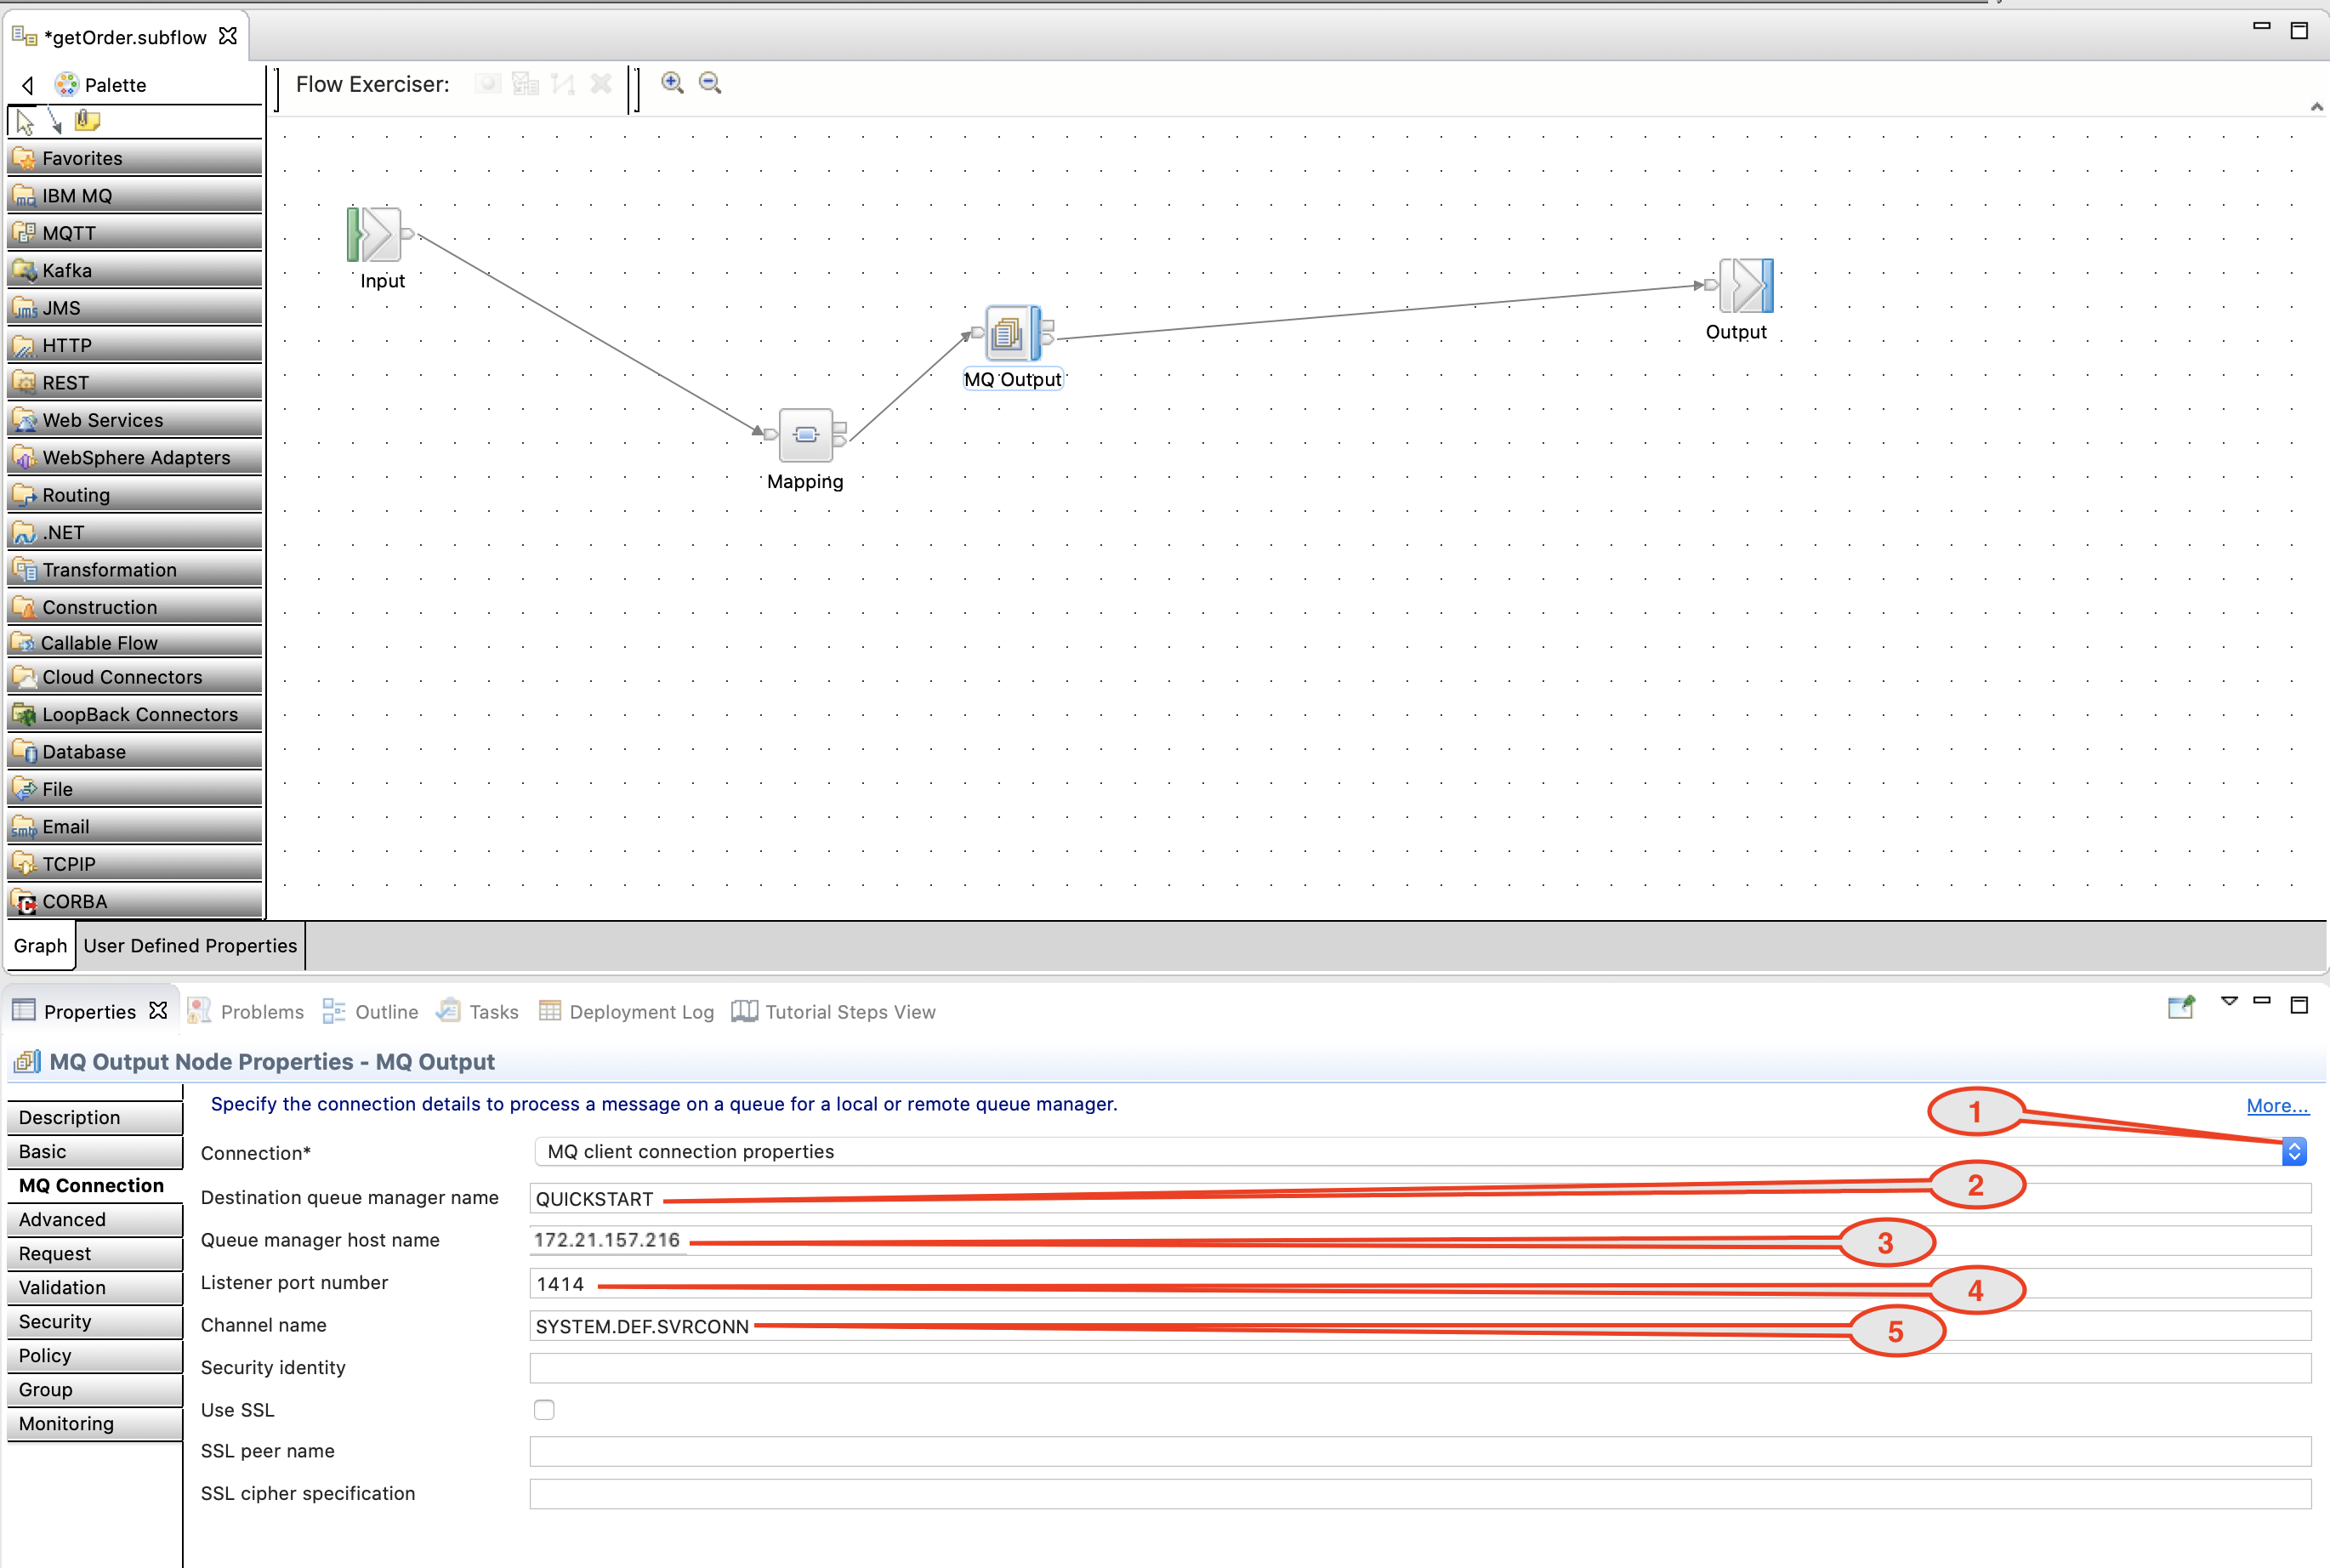 *getOrder.subflow
Palette
Flow Exerciser:
Favorites
IBM MQ
MQTT
Kafka
JMS
HTTP
REST
Web Services
WebSphere Adapters
Routing
.NET
Transformation
Construction
Callable Flow
Cloud Connectors
LoopBack Connectors
Database
File
Email
TCPIP
CORBA
Input
Mapping
MQ Output
Output
Graph
User Defined Properties
Properties
Problems
Outline
Tasks
Deployment Log
Tutorial Steps View
MQ Output Node Properties - MQ Output
Description
Basic
MQ Connection
Advanced
Request
Validation
Security
Policy
Group
Monitoring
Specify the connection details to process a message on a queue for a local or remote queue manager.
More...
1
Connection*
MQ client connection properties
Destination queue manager name
QUICKSTART
2
Queue manager host name
172.21.157.216
3
Listener port number
1414
4
Channel name
SYSTEM.DEF.SVRCONN
5
Security identity
Use SSL
SSL peer name
SSL cipher specification